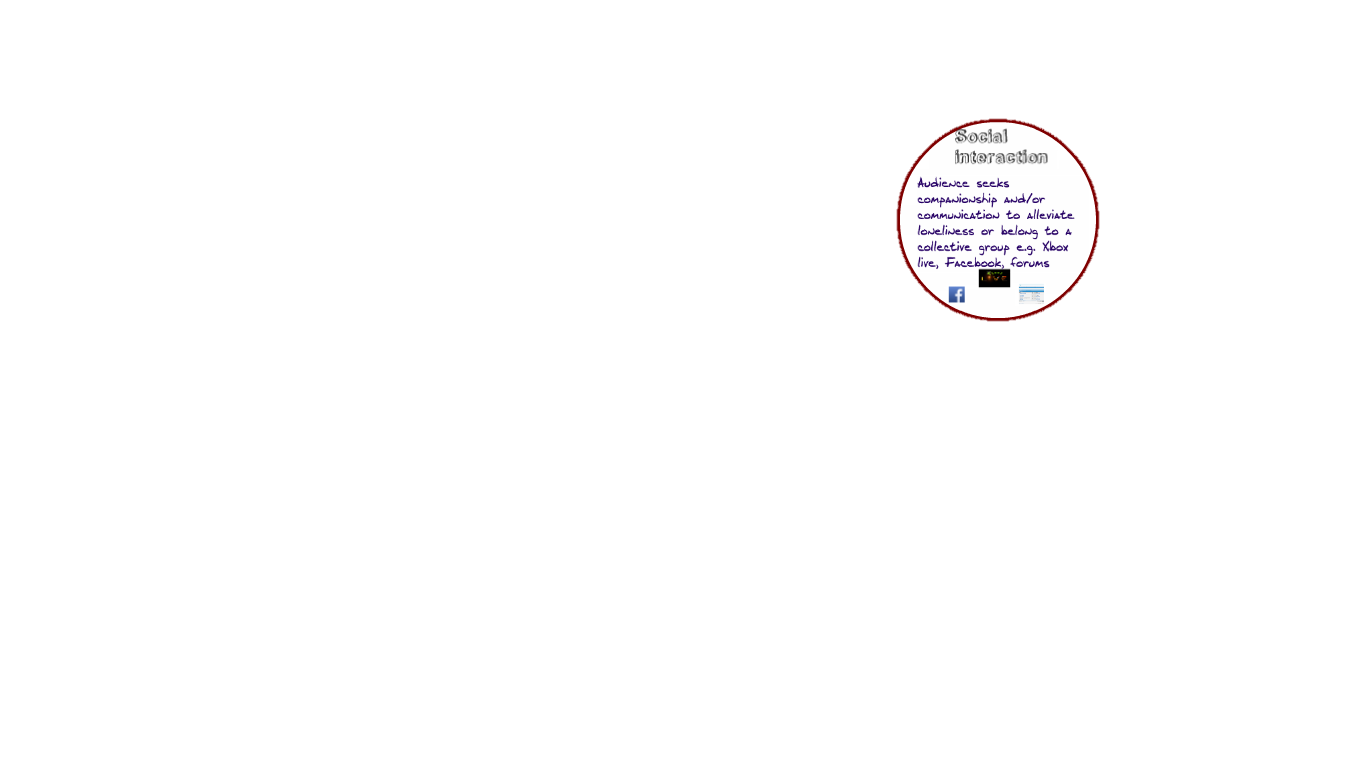 Social
interaction
Audience seeks
companionship and/or
communication to alleviate
loneliness or belong to a
collective group e.g. Xbox
live, Facebook, forums